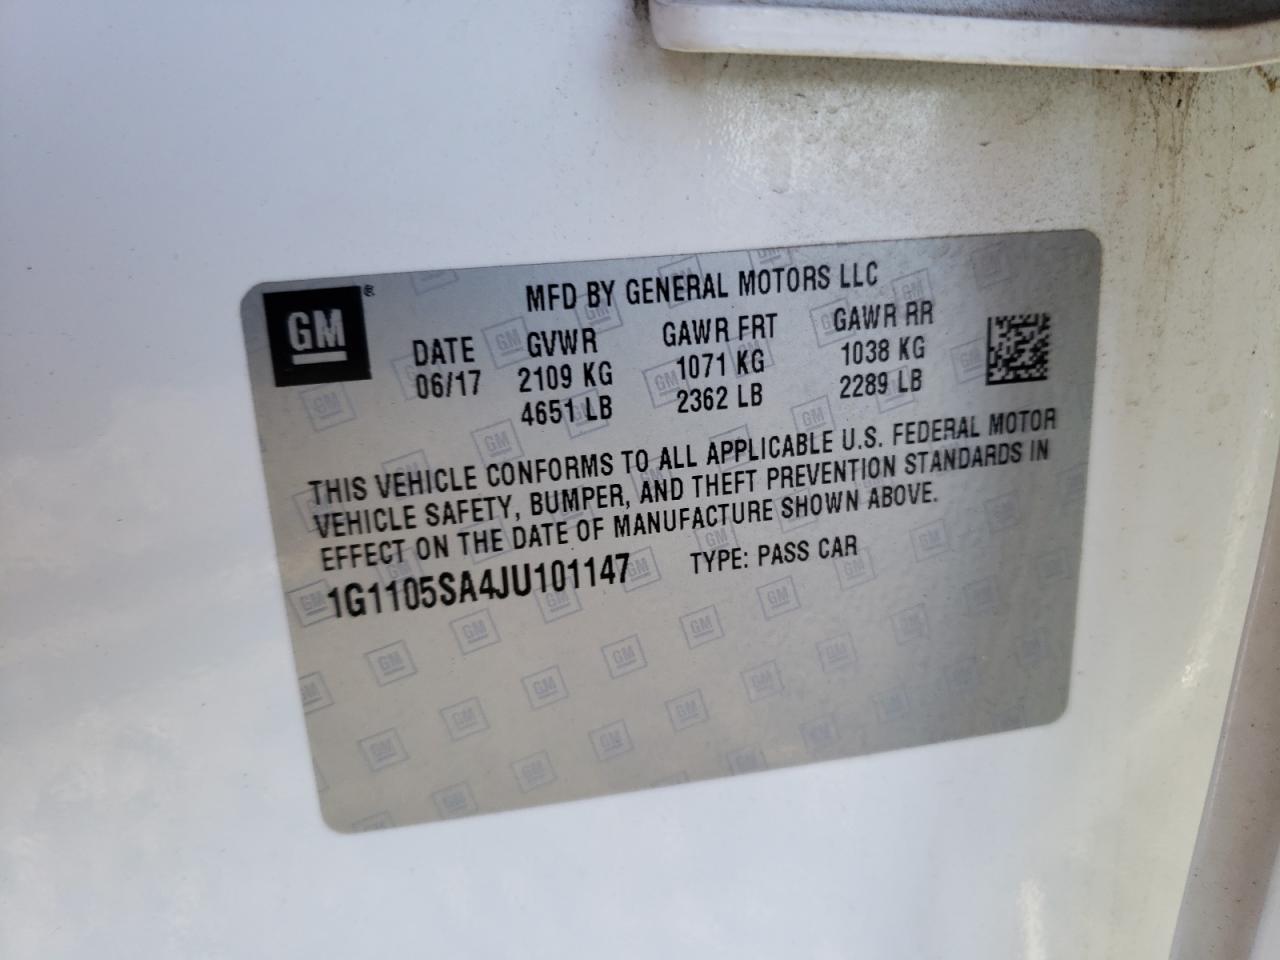 GM®
MFD BY GENERAL MOTORS LLC
DATE GVWR GAWR FRT GAWR RR
06/17 2109 KG 1071 KG 1038 KG
4651 LB 2362 LB 2289 LB
THIS VEHICLE CONFORMS TO ALL APPLICABLE U.S. FEDERAL MOTOR
VEHICLE SAFETY, BUMPER, AND THEFT PREVENTION STANDARDS IN
EFFECT ON THE DATE OF MANUFACTURE SHOWN ABOVE.
1G1105SA4JU101147 TYPE: PASS CAR